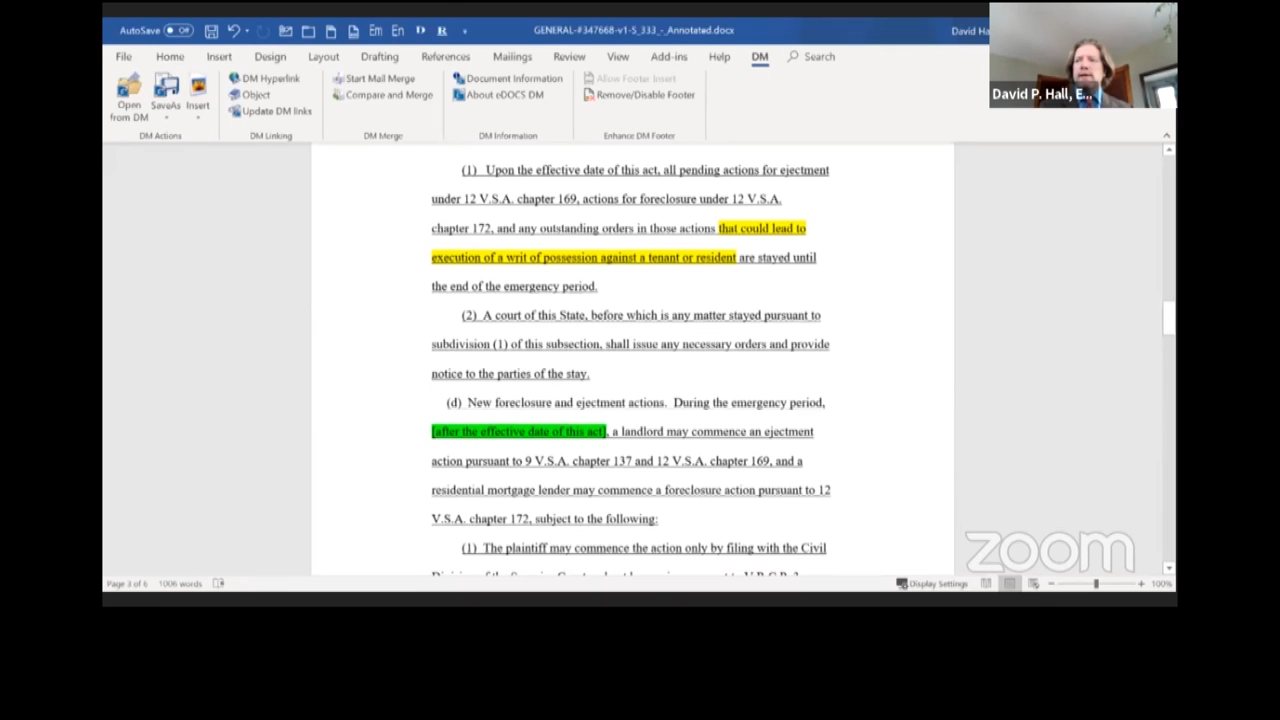 AutoSave Off
GENERAL-#347668-v1-S_333_-_Annotated.docx
David Ha
File Home Insert Design Layout Drafting References Mailings Review View Add-ins Help DM Search
David P. Hall, E...
Open from DM
SaveAs
Insert
DM Actions
DM Hyperlink
Object
Update DM links
DM Linking
Start Mail Merge
Compare and Merge
DM Merge
Document Information
About eDOCS DM
DM Information
Allow Footer Insert
Remove/Disable Footer
Enhance DM Footer
(1) Upon the effective date of this act, all pending actions for ejectment
under 12 V.S.A. chapter 169, actions for foreclosure under 12 V.S.A.
chapter 172, and any outstanding orders in those actions that could lead to
execution of a writ of possession against a tenant or resident are stayed until
the end of the emergency period.
(2) A court of this State, before which is any matter stayed pursuant to
subdivision (1) of this subsection, shall issue any necessary orders and provide
notice to the parties of the stay.
(d) New foreclosure and ejectment actions. During the emergency period,
[after the effective date of this act], a landlord may commence an ejectment
action pursuant to 9 V.S.A. chapter 137 and 12 V.S.A. chapter 169, and a
residential mortgage lender may commence a foreclosure action pursuant to 12
V.S.A. chapter 172, subject to the following:
(1) The plaintiff may commence the action only by filing with the Civil
zoom
Page 3 of 6 1006 words
Display Settings
100%